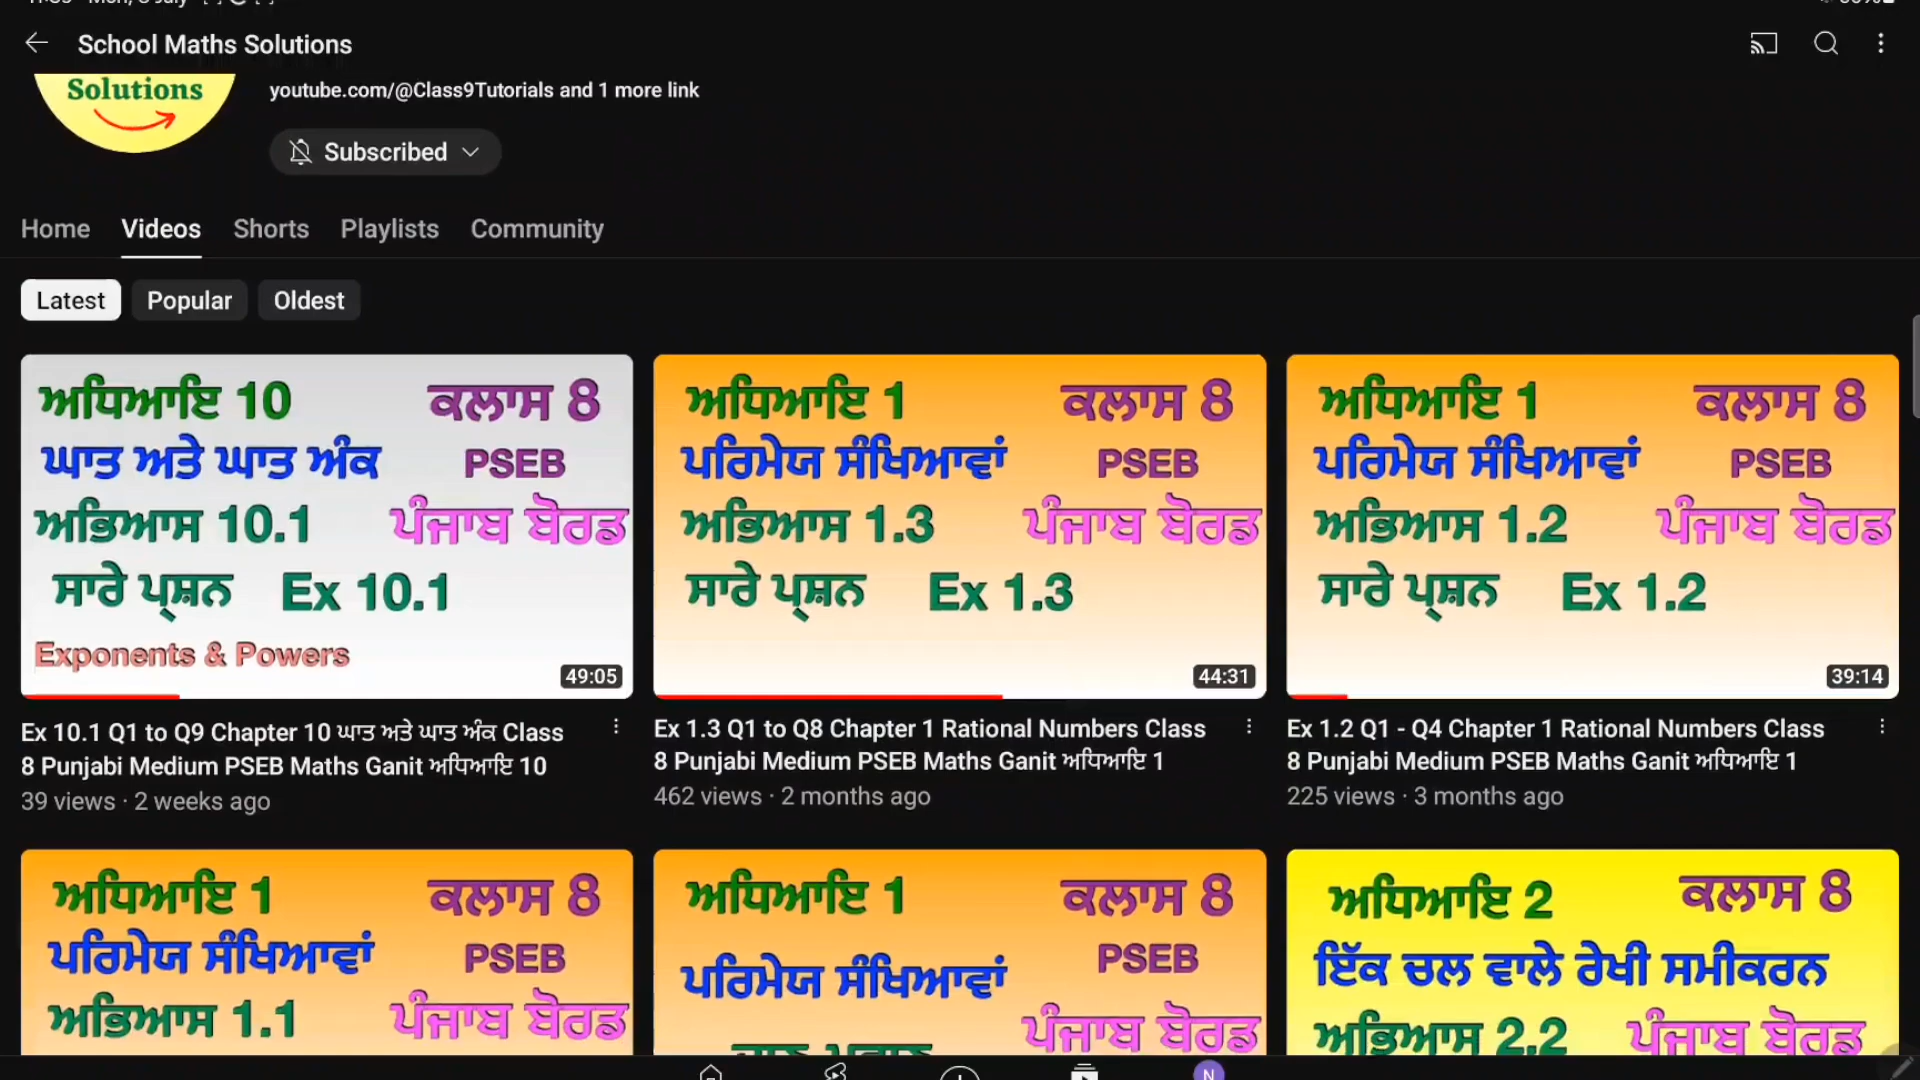 School Maths Solutions
Solutions
youtube.com/@Class9Tutorials and 1 more link
Subscribed
Home Videos Shorts Playlists Community
Latest Popular Oldest
ਅਧਿਆਇ 10 ਕਲਾਸ 8
ਘਾਤ ਅਤੇ ਘਾਤ ਅੰਕ PSEB
ਅਭਿਆਸ 10.1 ਪੰਜਾਬ ਬੋਰਡ
ਸਾਰੇ ਪ੍ਰਸ਼ਨ Ex 10.1
Exponents & Powers
49:05
Ex 10.1 Q1 to Q9 Chapter 10 ਘਾਤ ਅਤੇ ਘਾਤ ਅੰਕ Class
8 Punjabi Medium PSEB Maths Ganit ਅਧਿਆਇ 10
39 views · 2 weeks ago
ਅਧਿਆਇ 1 ਕਲਾਸ 8
ਪਰਿਮੇਯ ਸੰਖਿਆਵਾਂ PSEB
ਅਭਿਆਸ 1.3 ਪੰਜਾਬ ਬੋਰਡ
ਸਾਰੇ ਪ੍ਰਸ਼ਨ Ex 1.3
44:31
Ex 1.3 Q1 to Q8 Chapter 1 Rational Numbers Class
8 Punjabi Medium PSEB Maths Ganit ਅਧਿਆਇ 1
462 views · 2 months ago
ਅਧਿਆਇ 1 ਕਲਾਸ 8
ਪਰਿਮੇਯ ਸੰਖਿਆਵਾਂ PSEB
ਅਭਿਆਸ 1.2 ਪੰਜਾਬ ਬੋਰਡ
ਸਾਰੇ ਪ੍ਰਸ਼ਨ Ex 1.2
39:14
Ex 1.2 Q1 - Q4 Chapter 1 Rational Numbers Class
8 Punjabi Medium PSEB Maths Ganit ਅਧਿਆਇ 1
225 views · 3 months ago
ਅਧਿਆਇ 1 ਕਲਾਸ 8
ਪਰਿਮੇਯ ਸੰਖਿਆਵਾਂ PSEB
ਅਭਿਆਸ 1.1 ਪੰਜਾਬ ਬੋਰਡ
ਅਧਿਆਇ 1 ਕਲਾਸ 8
ਪਰਿਮੇਯ ਸੰਖਿਆਵਾਂ PSEB
ਪੰਜਾਬ ਬੋਰਡ
ਅਧਿਆਇ 2 ਕਲਾਸ 8
ਇੱਕ ਚਲ ਵਾਲੇ ਰੇਖੀ ਸਮੀਕਰਨ
ਅਭਿਆਸ 2.2 ਪੰਜਾਬ ਬੋਰਡ
N